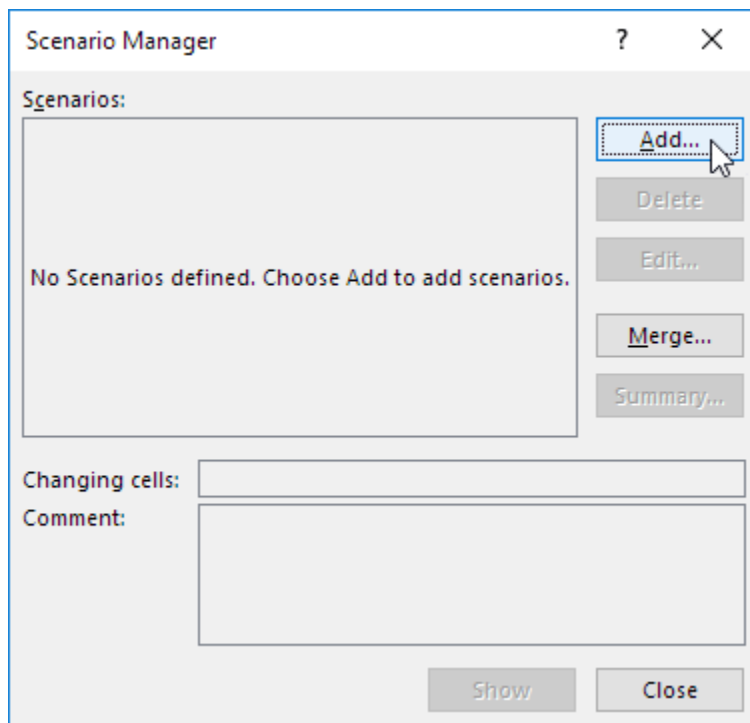 Scenario Manager
?
Scenarios:
Add...
Delete
No Scenarios defined. Choose Add to add scenarios.
Edit...
Merge...
Summary...
Changing cells:
Comment:
Show
Close